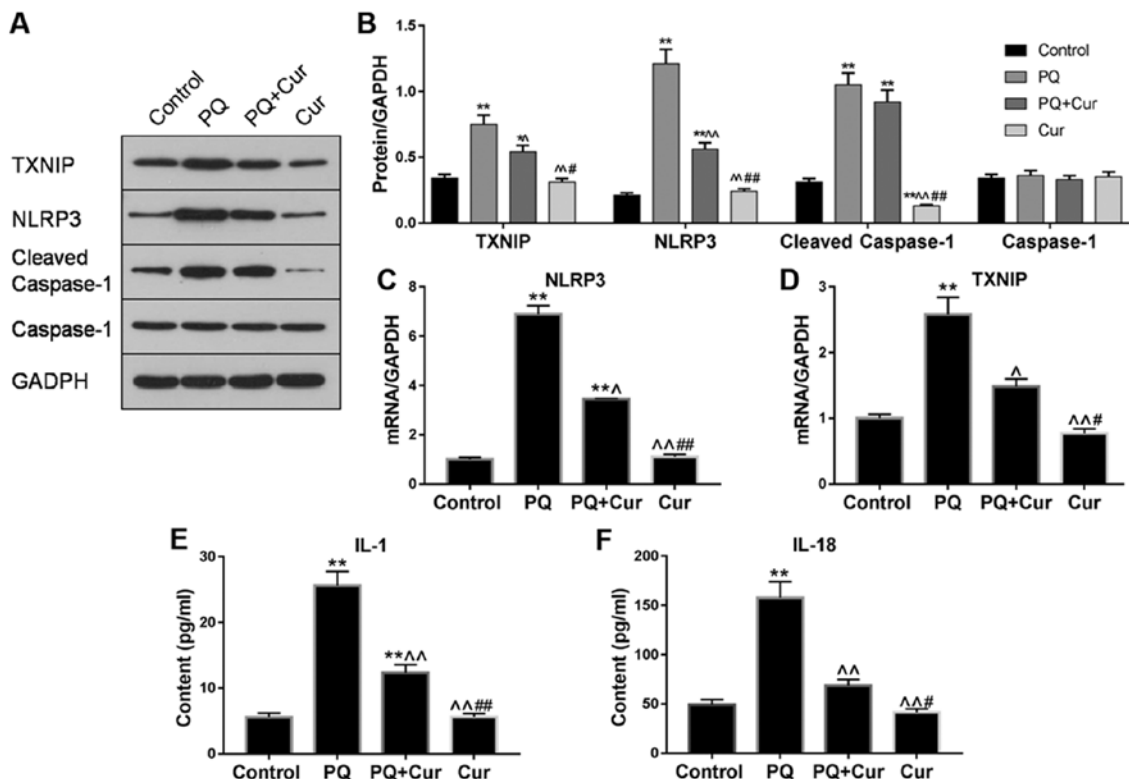 A
Control
PQ
PQ+Cur
Cur
TXNIP
NLRP3
Cleaved
Caspase-1
Caspase-1
GADPH
B
Protein/GAPDH
1.5
1.0
0.5
0.0
**
*^
^^#
**
**^^
^^##
**
**
**^^##
TXNIP
NLRP3
Cleaved Caspase-1
Caspase-1
Control
PQ
PQ+Cur
Cur
C
NLRP3
mRNA/GAPDH
8
6
4
2
0
**
**^
^^##
Control
PQ
PQ+Cur
Cur
D
TXNIP
mRNA/GAPDH
3
2
1
0
**
^
^^#
Control
PQ
PQ+Cur
Cur
E
IL-1
Content (pg/ml)
30
20
10
0
**
**^^
^^##
Control
PQ
PQ+Cur
Cur
F
IL-18
Content (pg/ml)
200
150
100
50
0
**
^^
^^#
Control
PQ
PQ+Cur
Cur